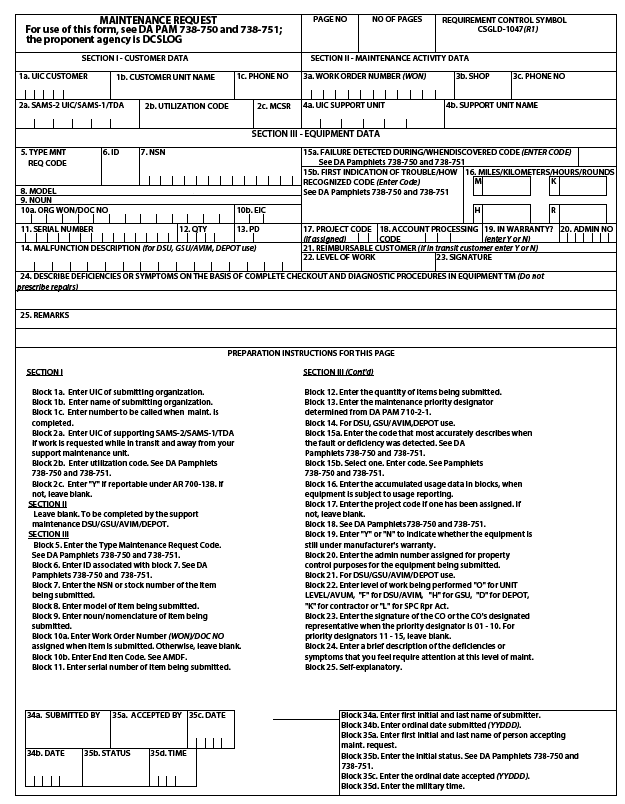 MAINTENANCE REQUEST
For use of this form, see DA PAM 738-750 and 738-751;
the proponent agency is DCSLOG
PAGE NO
NO OF PAGES
REQUIREMENT CONTROL SYMBOL
CSGLD-1047(R1)
SECTION I - CUSTOMER DATA
SECTION II - MAINTENANCE ACTIVITY DATA
1a. UIC CUSTOMER
1b. CUSTOMER UNIT NAME
1c. PHONE NO
3a. WORK ORDER NUMBER (WON)
3b. SHOP
3c. PHONE NO
2a. SAMS-2 UIC/SAMS-1/TDA
2b. UTILIZATION CODE
2c. MCSR
4a. UIC SUPPORT UNIT
4b. SUPPORT UNIT NAME
SECTION III - EQUIPMENT DATA
5. TYPE MNT
REQ CODE
6. ID
7. NSN
15a. FAILURE DETECTED DURING/WHENDISCOVERED CODE (ENTER CODE)
See DA Pamphlets 738-750 and 738-751
15b. FIRST INDICATION OF TROUBLE/HOW
RECOGNIZED CODE (Enter Code)
See DA Pamphlets 738-750 and 738-751
16. MILES/KILOMETERS/HOURS/ROUNDS
M
K
H
R
8. MODEL
9. NOUN
10a. ORG WON/DOC NO
10b. EIC
11. SERIAL NUMBER
12. QTY
13. PD
17. PROJECT CODE
(if assigned)
18. ACCOUNT PROCESSING
CODE
19. IN WARRANTY?
(enter Y or N)
20. ADMIN NO
14. MALFUNCTION DESCRIPTION (for DSU, GSU/AVIM, DEPOT use)
21. REIMBURSABLE CUSTOMER (if in transit customer enter Y or N)
22. LEVEL OF WORK
23. SIGNATURE
24. DESCRIBE DEFICIENCIES OR SYMPTOMS ON THE BASIS OF COMPLETE CHECKOUT AND DIAGNOSTIC PROCEDURES IN EQUIPMENT TM (Do not
prescribe repairs)
25. REMARKS
PREPARATION INSTRUCTIONS FOR THIS PAGE
SECTION I
Block 1a. Enter UIC of submitting organization.
Block 1b. Enter name of submitting organization.
Block 1c. Enter number to be called when maint. is
completed.
Block 2a. Enter UIC of supporting SAMS-2/SAMS-1/TDA
if work is requested while in transit and away from your
support maintenance unit.
Block 2b. Enter utilization code. See DA Pamphlets
738-750 and 738-751.
Block 2c. Enter "Y" if reportable under AR 700-138. If
not, leave blank.
SECTION II
Leave blank. To be completed by the support
maintenance DSU/GSU/AVIM/DEPOT.
SECTION III
Block 5. Enter the Type Maintenance Request Code.
See DA Pamphlets 738-750 and 738-751.
Block 6. Enter ID associated with block 7. See DA
Pamphlets 738-750 and 738-751.
Block 7. Enter the NSN or stock number of the item
being submitted.
Block 8. Enter model of item being submitted.
Block 9. Enter noun/nomenclature of item being
submitted.
Block 10a. Enter Work Order Number (WON)/DOC NO
assigned when item is submitted. Otherwise, leave blank.
Block 10b. Enter End Iten Code. See AMDF.
Block 11. Enter serial number of item being submitted.
SECTION III (Cont'd)
Block 12. Enter the quantity of items being submitted.
Block 13. Enter the maintenance priority designator
determined from DA PAM 710-2-1.
Block 14. For DSU, GSU/AVIM,DEPOT use.
Block 15a. Enter the code that most accurately describes when
the fault or deficiency was detected. See DA
Pamphlets 738-750 and 738-751.
Block 15b. Select one. Enter code. See Pamphlets
738-750 and 738-751.
Block 16. Enter the accumulated usage data in blocks, when
equipment is subject to usage reporting.
Block 17. Enter the project code if one has been assigned. If
not, leave blank.
Block 18. See DA Pamphlets 738-750 and 738-751.
Block 19. Enter "Y" or "N" to indicate whether the equipment is
still under manufacturer's warranty.
Block 20. Enter the admin number assigned for property
control purposes for the equipment being submitted.
Block 21. For DSU/GSU/AVIM/DEPOT use.
Block 22. Enter level of work being performed "O" for UNIT
LEVEL/AVUM, "F" for DSU/AVIM, "H" for GSU, "D" for DEPOT,
"K" for contractor or "L" for SPC Rpr Act.
Block 23. Enter the signature of the CO or the CO's designated
representative when the priority designator is 01 - 10. For
priority designators 11 - 15, leave blank.
Block 24. Enter a brief description of the deficiencies or
symptoms that you feel require attention at this level of maint.
Block 25. Self-explanatory.
34a. SUBMITTED BY
35a. ACCEPTED BY
35c. DATE
34b. DATE
35b. STATUS
35d. TIME
Block 34a. Enter first initial and last name of submitter.
Block 34b. Enter ordinal date submitted (YYDDD).
Block 35a. Enter first initial and last name of person accepting
maint. request.
Block 35b. Enter the initial status. See DA Pamphlets 738-750 and
738-751.
Block 35c. Enter the ordinal date accepted (YYDDD).
Block 35d. Enter the military time.